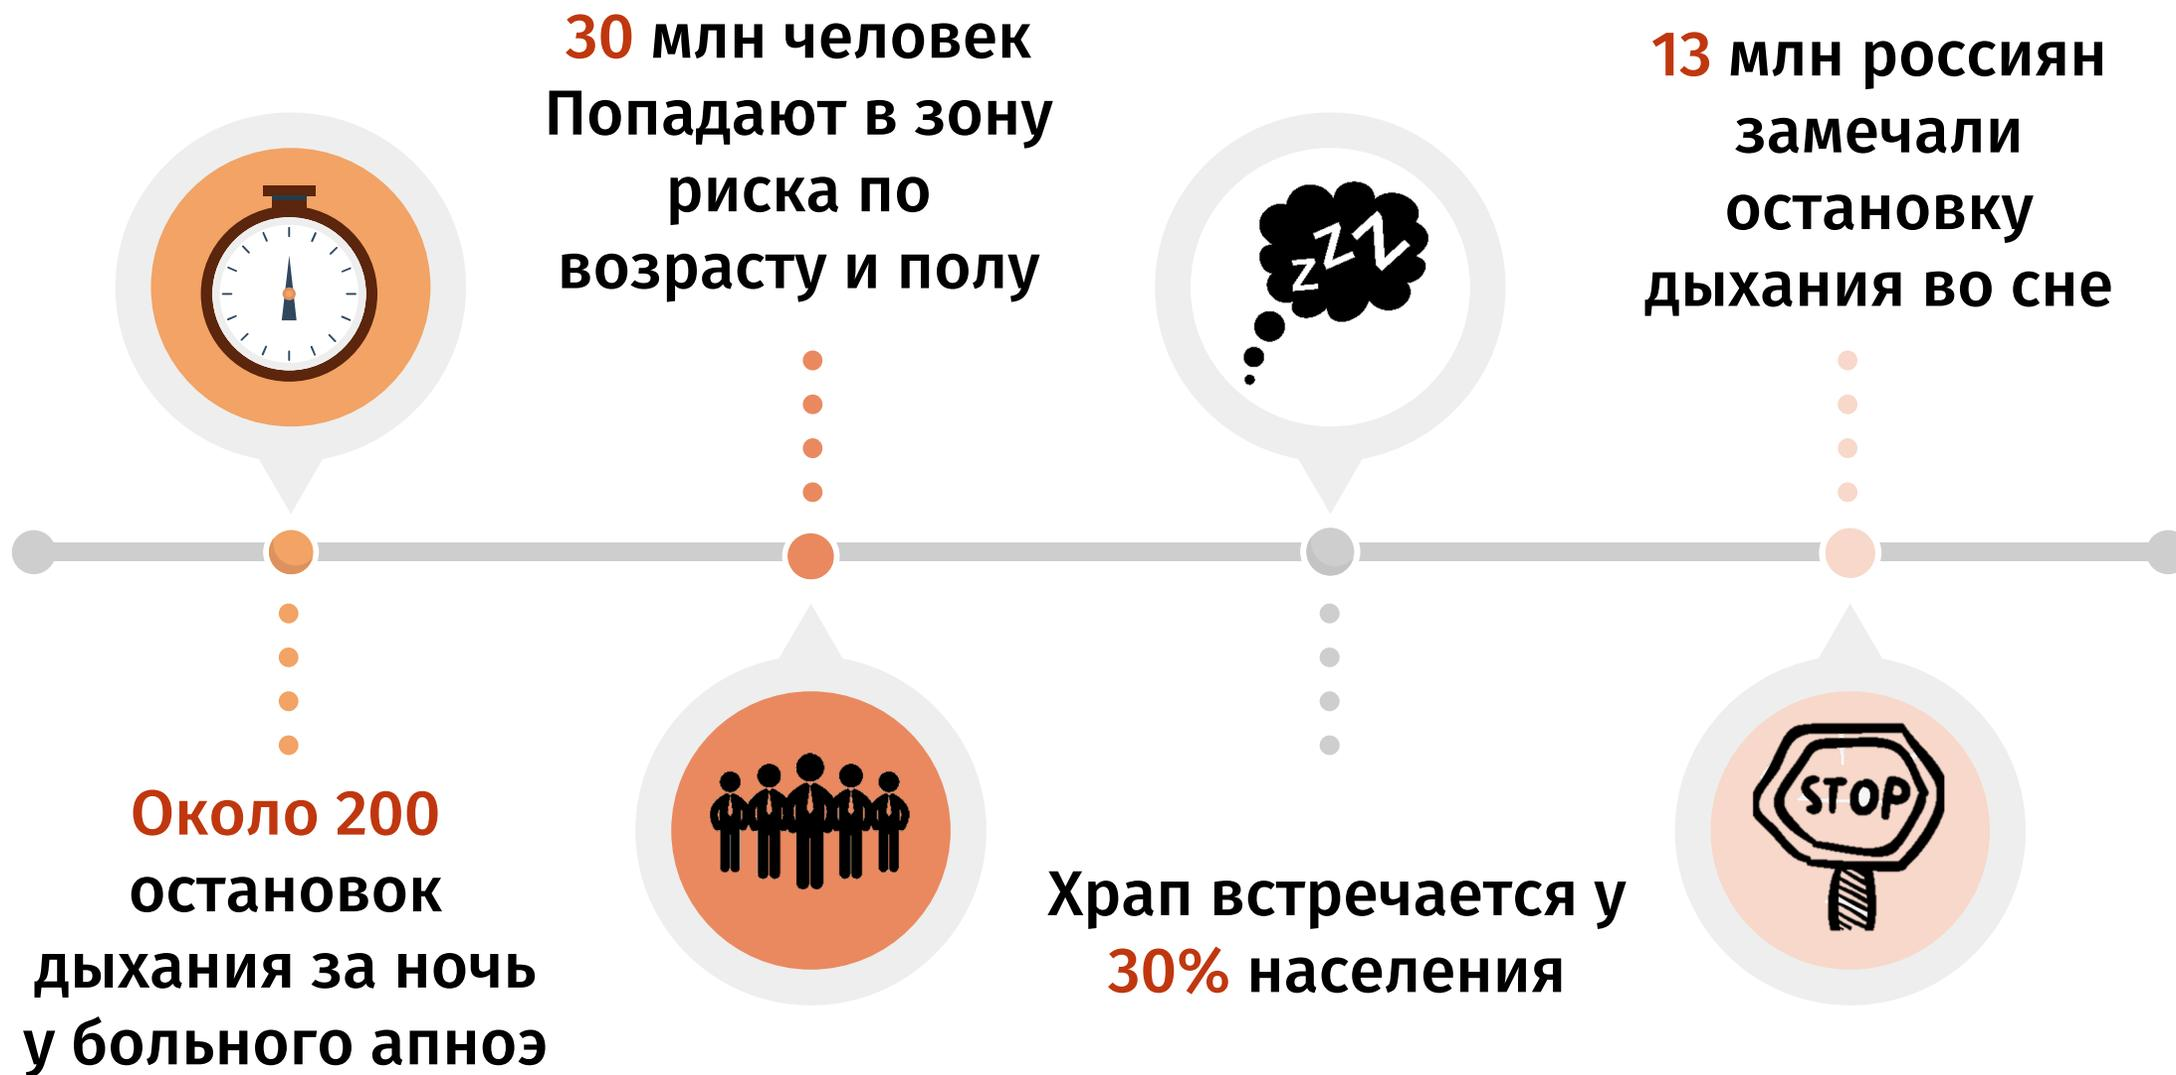 30 млн человек
Попадают в зону
риска по
возрасту и полу
13 млн россиян
замечали
остановку
дыхания во сне
zZZ
Около 200
остановок
дыхания за ночь
у больного апноэ
Храп встречается у
30% населения
STOP